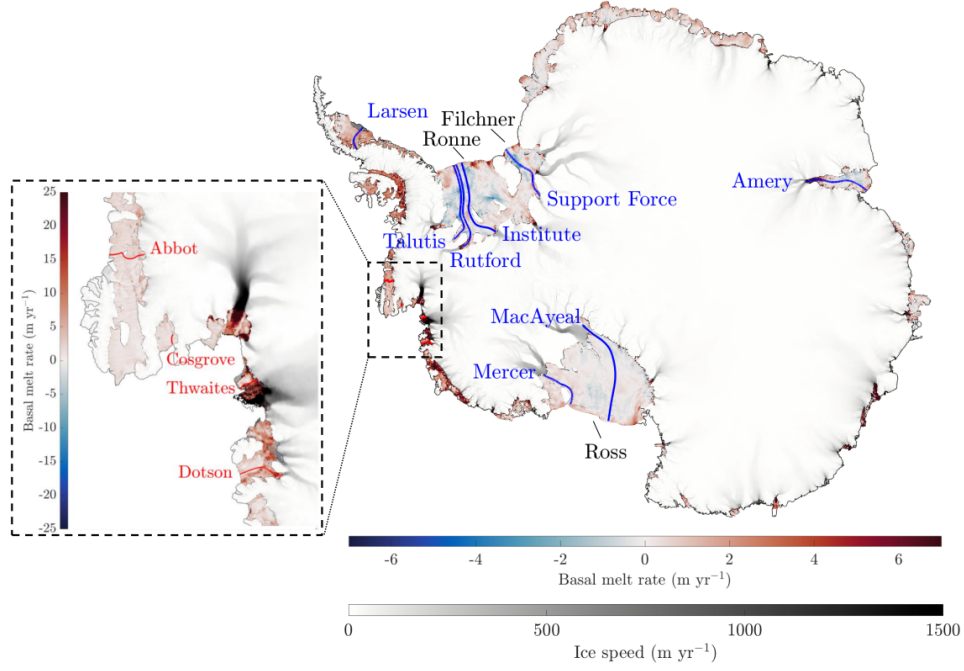 Larsen
Filchner
Ronne
Amery
Support Force
Talutis
Institute
Rutford
MacAyeal
Mercer
Ross
25
20
15
10
5
0
-5
-10
-15
-20
-25
Basal melt rate (m yr⁻¹)
Abbot
Cosgrove
Thwaites
Dotson
-6 -4 -2 0 2 4 6
Basal melt rate (m yr⁻¹)
0 500 1000 1500
Ice speed (m yr⁻¹)